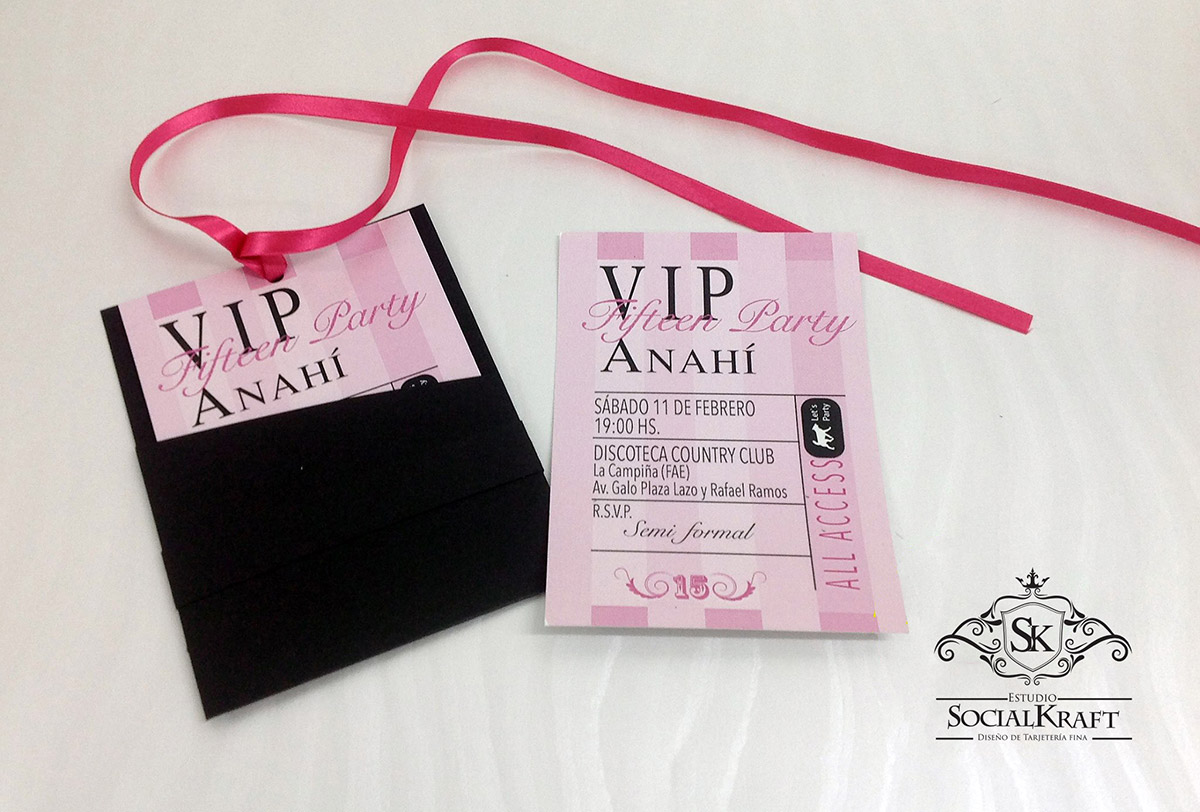 VIP
Fifteen Party
ANAHÍ
VIP
Fifteen Party
ANAHÍ
SÁBADO 11 DE FEBRERO
19:00 HS.
DISCOTECA COUNTRY CLUB
La Campiña (FAE)
Av. Galo Plaza Lazo y Rafael Ramos
R.S.V.P.
Semi formal
15
Let's
Party
ALL ACCESS
SK
ESTUDIO
SOCIALKRAFT
DISEÑO DE TARJETERÍA FINA